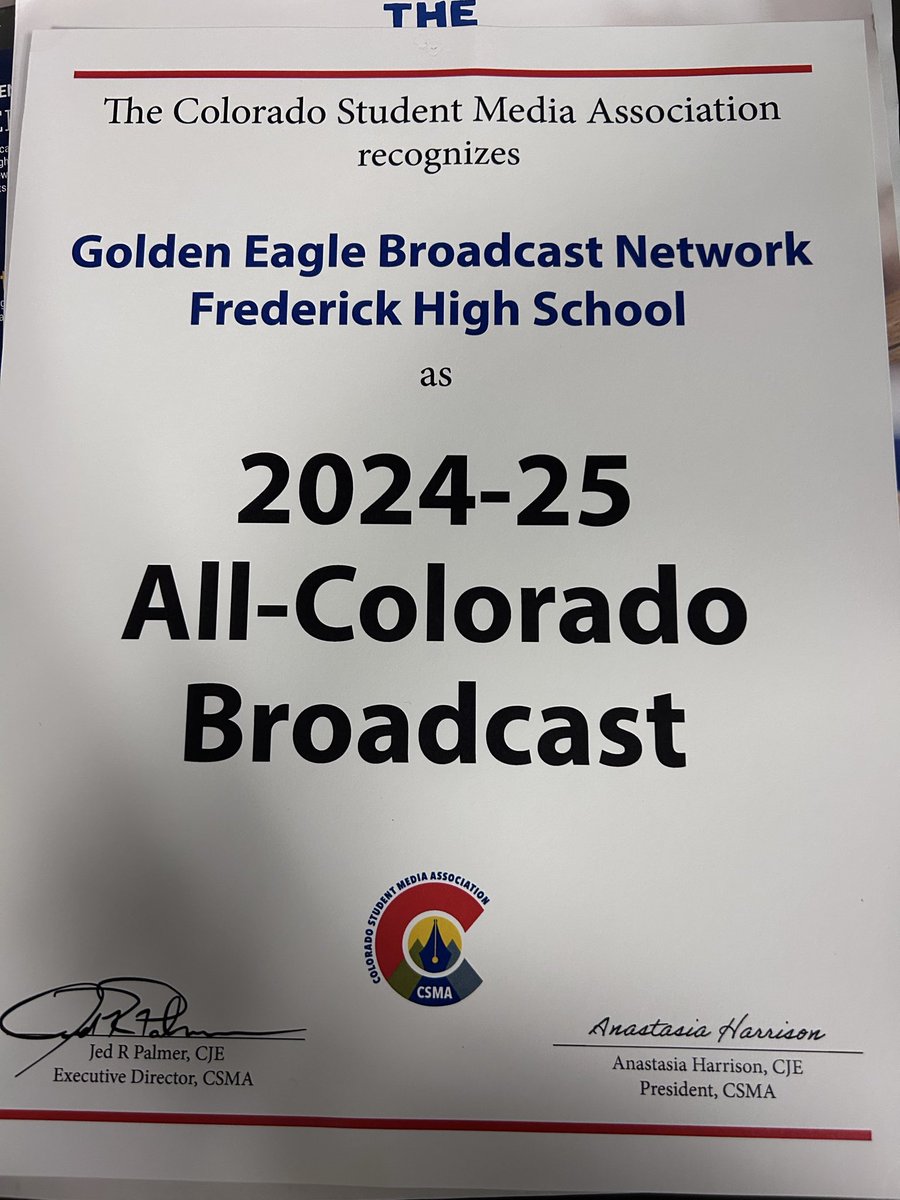 THE
The Colorado Student Media Association
recognizes
Golden Eagle Broadcast Network
Frederick High School
as
2024-25
All-Colorado
Broadcast
COLORADO STUDENT MEDIA ASSOCIATION
CSMA
Jed R Palmer
Jed R Palmer, CJE
Executive Director, CSMA
Anastasia Harrison
Anastasia Harrison, CJE
President, CSMA